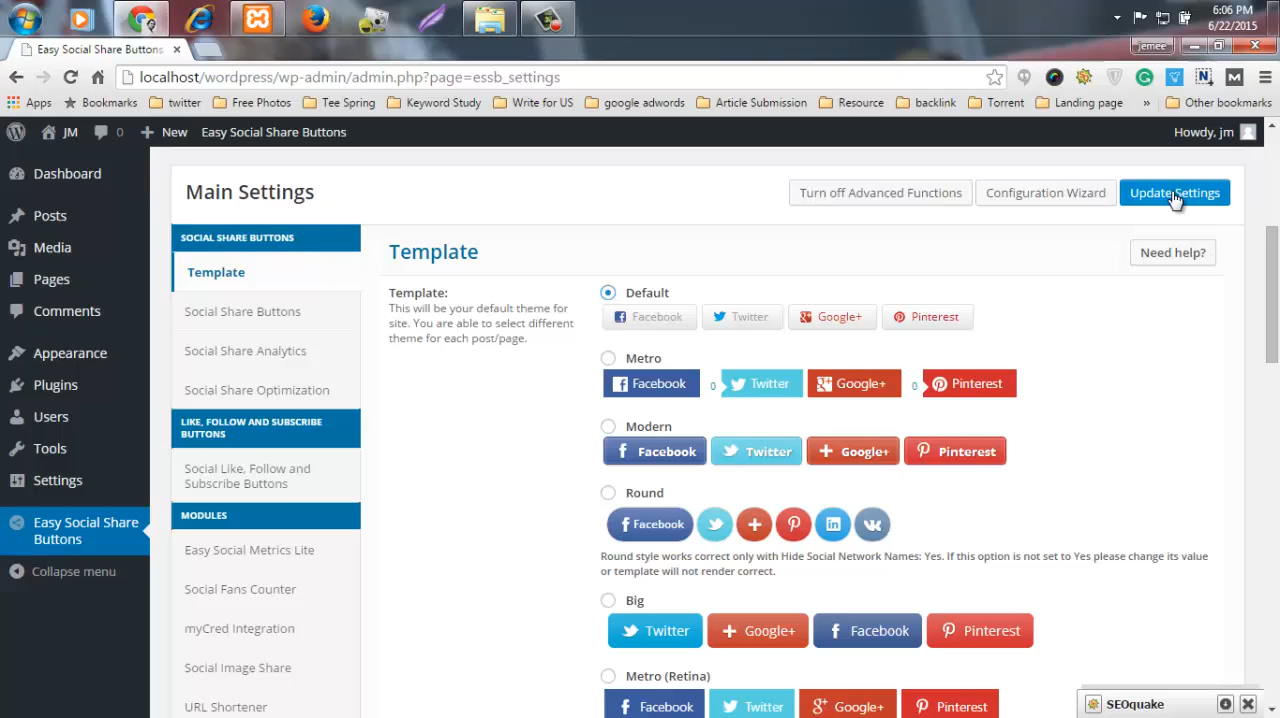 6:06 PM
6/22/2015
Easy Social Share Buttons
jemee
localhost/wordpress/wp-admin/admin.php?page=essb_settings
Apps Bookmarks twitter Free Photos Tee Spring Keyword Study Write for US google adwords Article Submission Resource backlink Torrent Landing page » Other bookmarks
JM 0 New Easy Social Share Buttons Howdy, jm
Dashboard
Posts
Media
Pages
Comments
Appearance
Plugins
Users
Tools
Settings
Easy Social Share
Buttons
Collapse menu
Main Settings
Turn off Advanced Functions Configuration Wizard Update Settings
SOCIAL SHARE BUTTONS
Template
Social Share Buttons
Social Share Analytics
Social Share Optimization
LIKE, FOLLOW AND SUBSCRIBE
BUTTONS
Social Like, Follow and
Subscribe Buttons
MODULES
Easy Social Metrics Lite
Social Fans Counter
myCred Integration
Social Image Share
URL Shortener
Template
Need help?
Template:
This will be your default theme for
site. You are able to select different
theme for each post/page.
Default
Facebook Twitter Google+ Pinterest
Metro
Facebook 0 Twitter Google+ 0 Pinterest
Modern
Facebook Twitter Google+ Pinterest
Round
Facebook
Round style works correct only with Hide Social Network Names: Yes. If this option is not set to Yes please change its value
or template will not render correct.
Big
Twitter Google+ Facebook Pinterest
Metro (Retina)
Facebook Twitter Google+ Pinterest
SEOquake